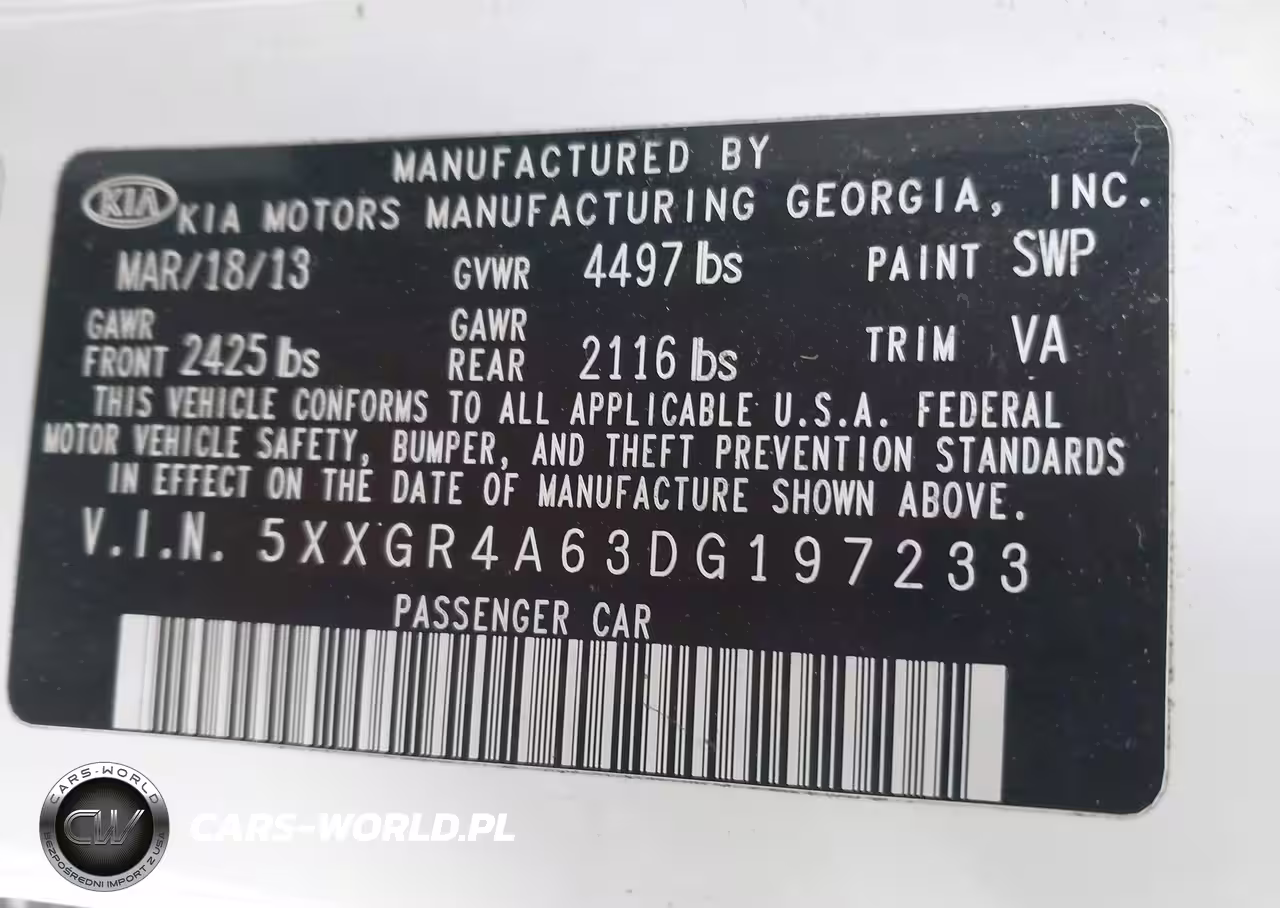 MANUFACTURED BY
KIA KIA MOTORS MANUFACTURING GEORGIA, INC.
MAR/18/13 GVWR 4497 lbs PAINT SWP
GAWR FRONT 2425 lbs GAWR REAR 2116 lbs TRIM VA
THIS VEHICLE CONFORMS TO ALL APPLICABLE U.S.A. FEDERAL
MOTOR VEHICLE SAFETY, BUMPER, AND THEFT PREVENTION STANDARDS
IN EFFECT ON THE DATE OF MANUFACTURE SHOWN ABOVE.
V.I.N. 5XXGR4A63DG197233
PASSENGER CAR
CARS-WORLD
CW
BEZPOŚREDNI IMPORT Z USA
CARS-WORLD.PL